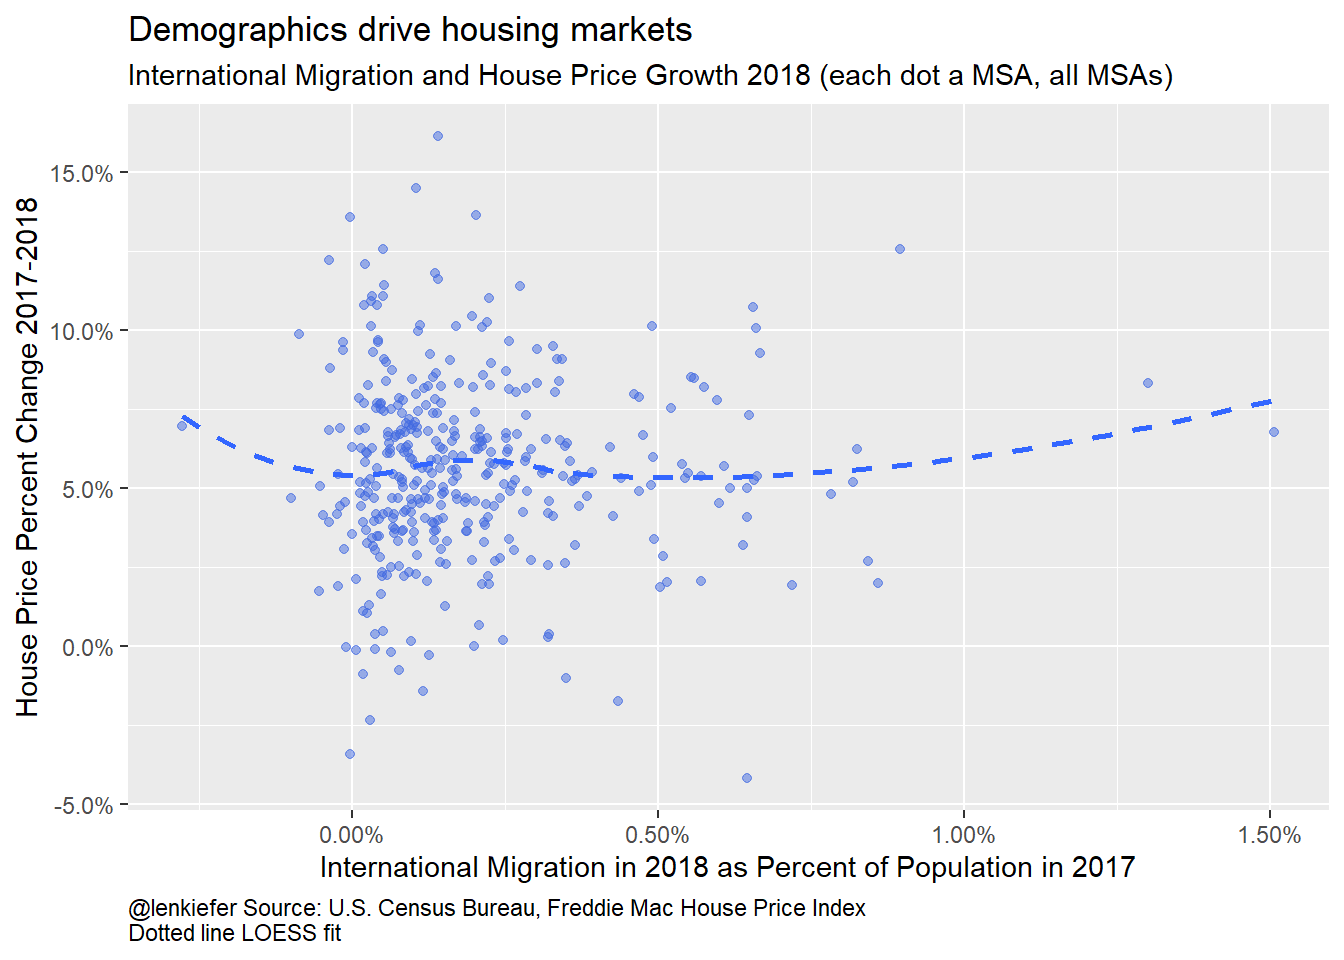 Demographics drive housing markets
International Migration and House Price Growth 2018 (each dot a MSA, all MSAs)
House Price Percent Change 2017-2018
15.0%
10.0%
5.0%
0.0%
-5.0%
0.00%
0.50%
1.00%
1.50%
International Migration in 2018 as Percent of Population in 2017
@lenkiefer Source: U.S. Census Bureau, Freddie Mac House Price Index
Dotted line LOESS fit